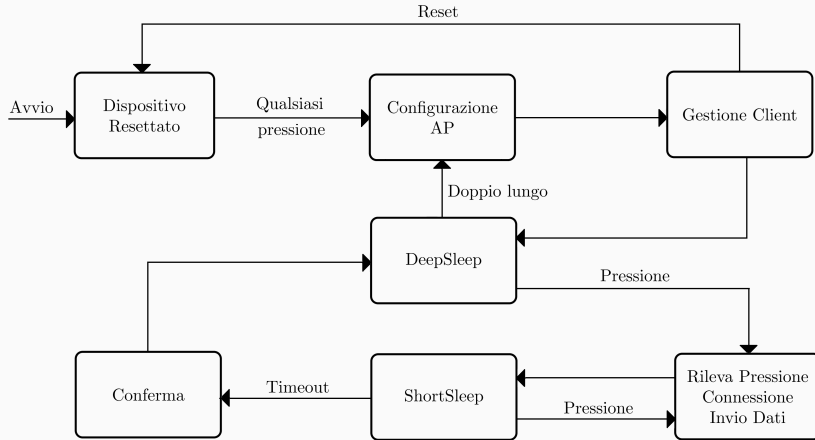 Reset
Avvio
Dispositivo
Resettato
Qualsiasi
pressione
Configurazione
AP
Gestione Client
Doppio lungo
DeepSleep
Pressione
Conferma
Timeout
ShortSleep
Pressione
Rileva Pressione
Connessione
Invio Dati